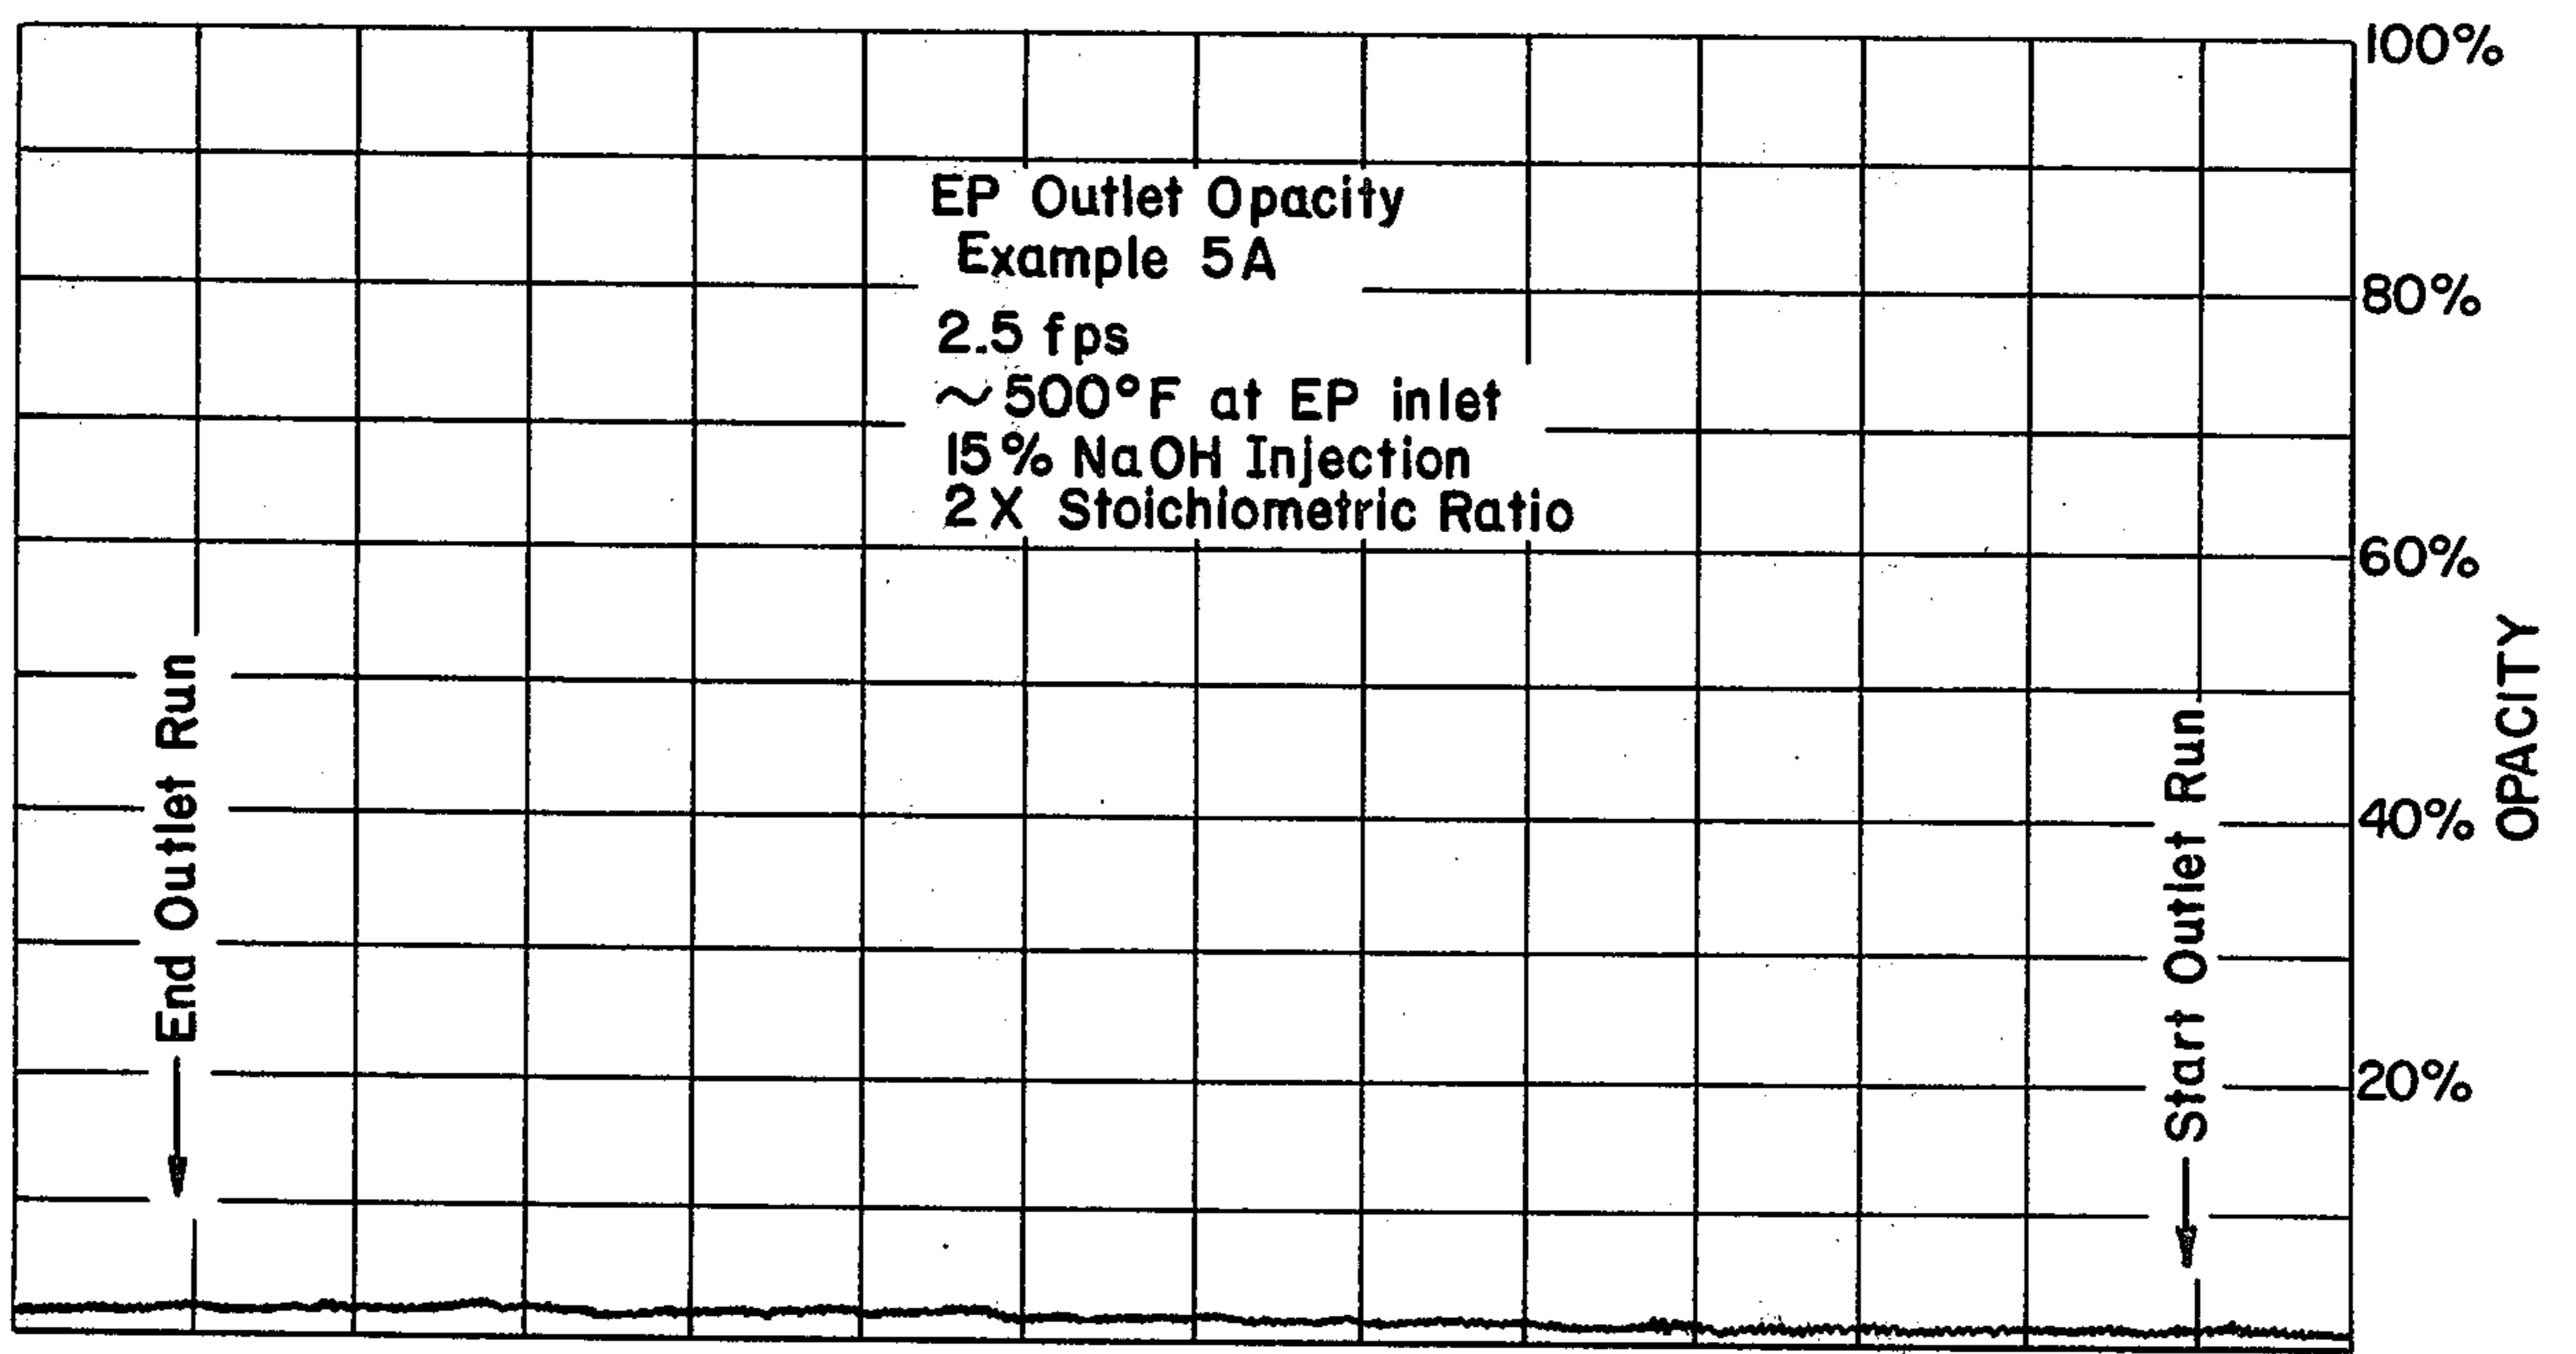 100%
EP Outlet Opacity
Example 5A
80%
2.5 fps
~500°F at EP inlet
15% NaOH Injection
2X Stoichiometric Ratio
60%
End Outlet Run
Start Outlet Run
OPACITY
40%
20%